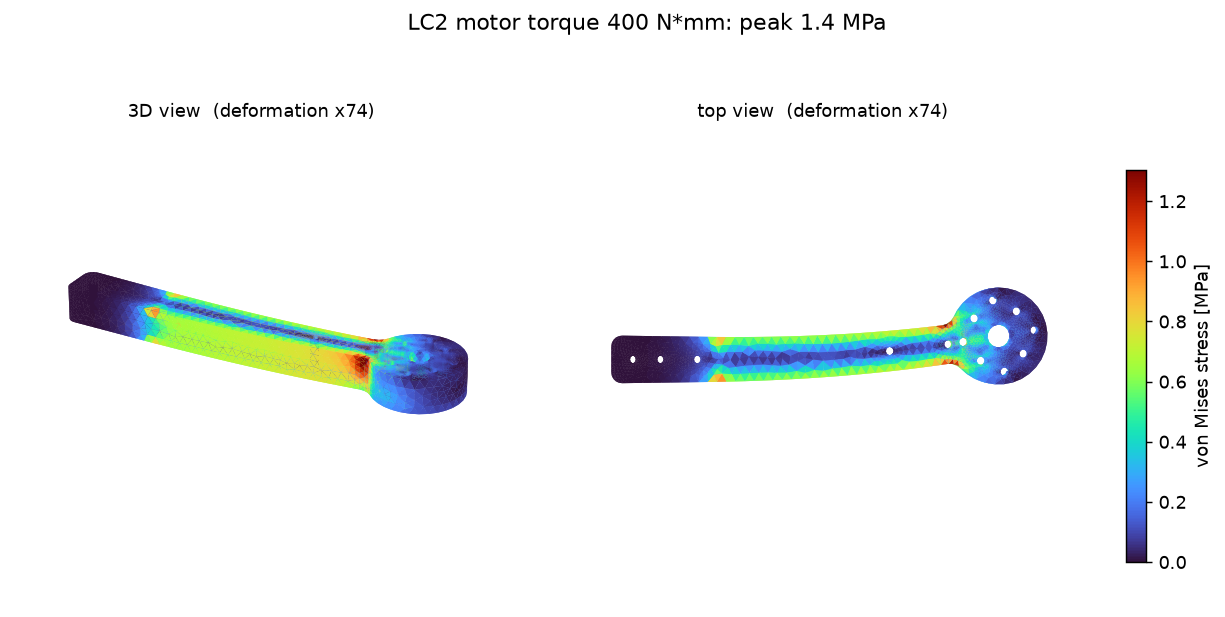 LC2 motor torque 400 N*mm: peak 1.4 MPa
3D view  (deformation x74)
top view  (deformation x74)
1.2
1.0
0.8
0.6
0.4
0.2
0.0
von Mises stress [MPa]